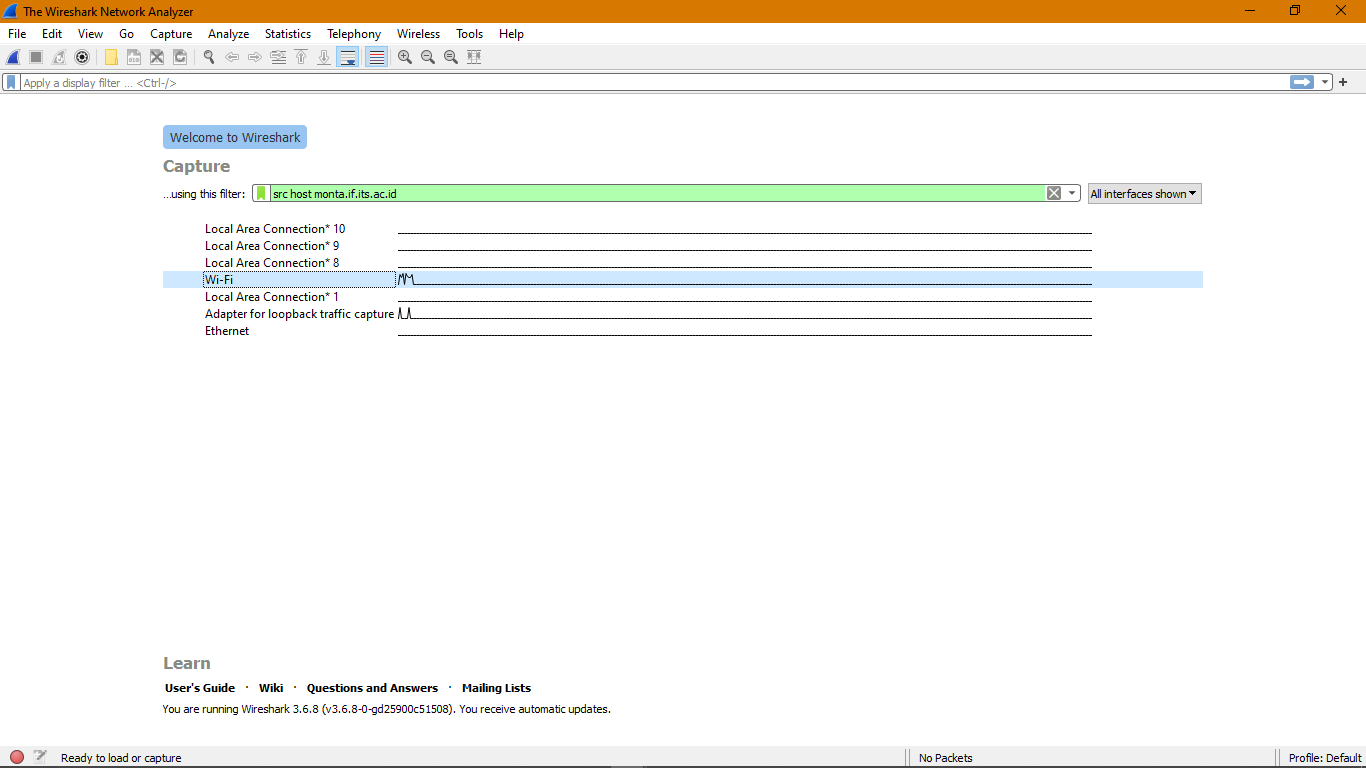 The Wireshark Network Analyzer
File Edit View Go Capture Analyze Statistics Telephony Wireless Tools Help
Apply a display filter ... <Ctrl-/>
Welcome to Wireshark
Capture
...using this filter: src host monta.if.its.ac.id All interfaces shown
Local Area Connection* 10
Local Area Connection* 9
Local Area Connection* 8
Wi-Fi
Local Area Connection* 1
Adapter for loopback traffic capture
Ethernet
Learn
User's Guide · Wiki · Questions and Answers · Mailing Lists
You are running Wireshark 3.6.8 (v3.6.8-0-gd25900c51508). You receive automatic updates.
Ready to load or capture No Packets Profile: Default